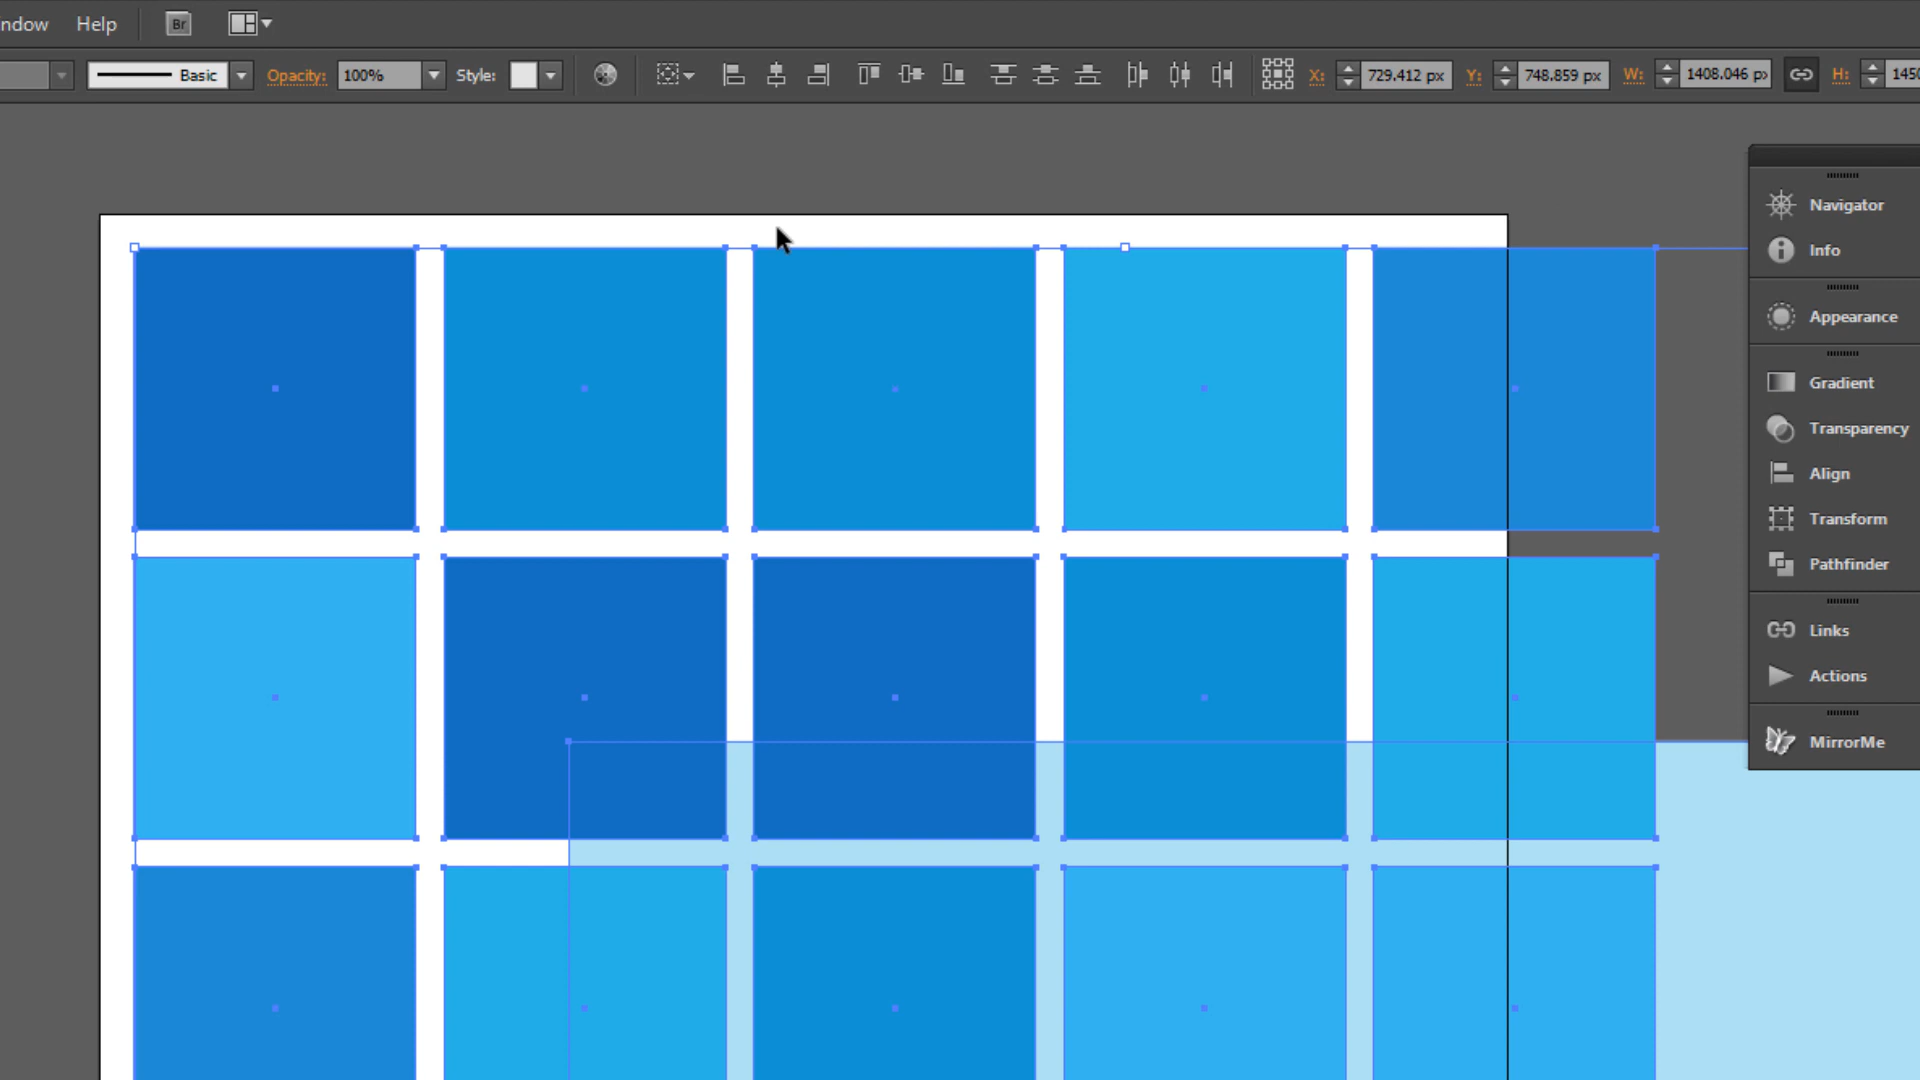 ndow Help Br
Basic Opacity: 100% Style: X: 729.412 px Y: 748.859 px W: 1408.046 p H: 1450
Navigator
Info
Appearance
Gradient
Transparency
Align
Transform
Pathfinder
Links
Actions
MirrorMe